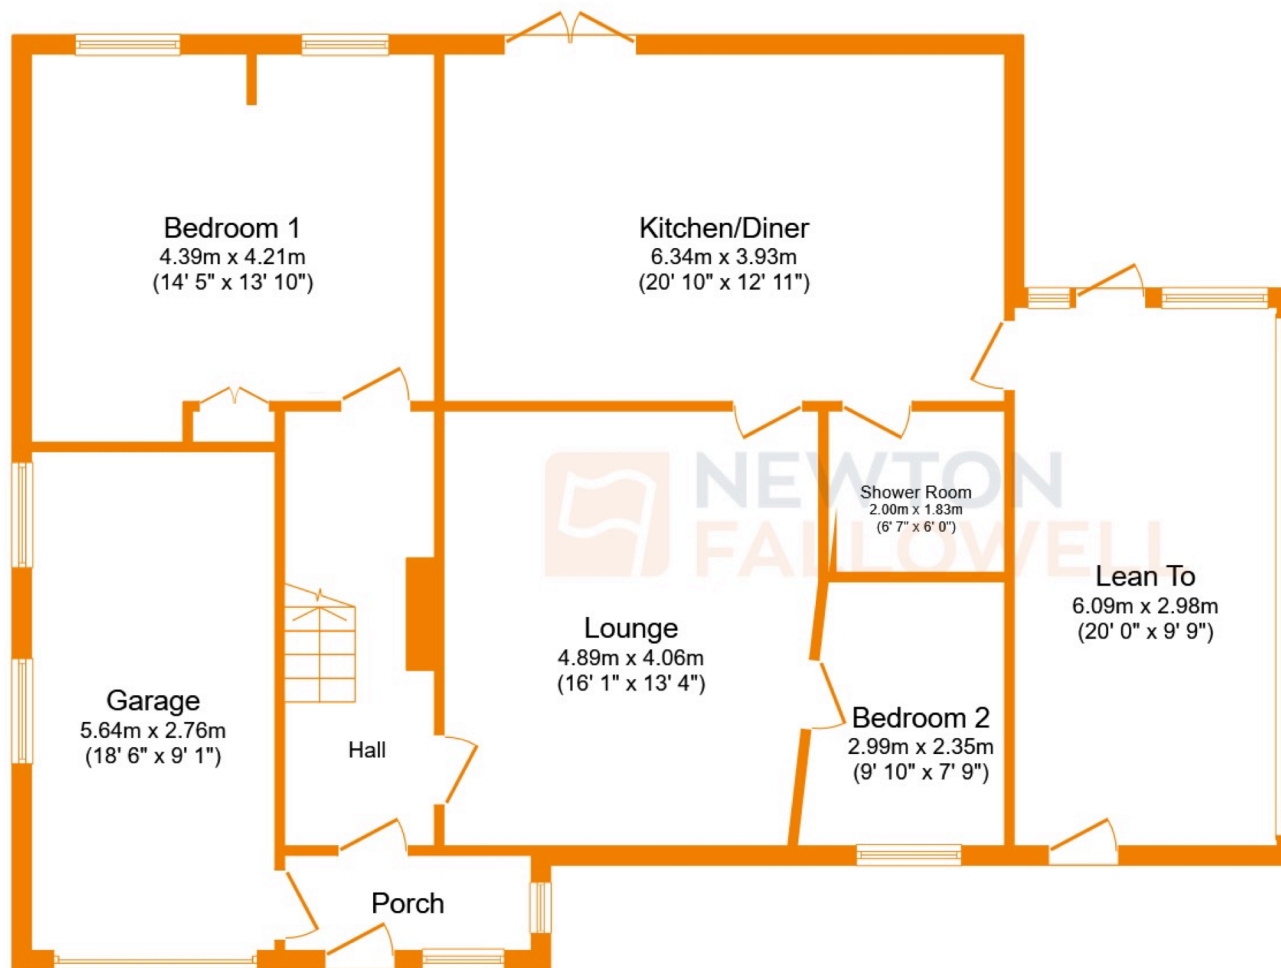 Bedroom 1
4.39m x 4.21m
(14' 5" x 13' 10")
Kitchen/Diner
6.34m x 3.93m
(20' 10" x 12' 11")
NEWTON
FALLOWELL
Shower Room
2.00m x 1.83m
(6' 7" x 6' 0")
Lean To
6.09m x 2.98m
(20' 0" x 9' 9")
Lounge
4.89m x 4.06m
(16' 1" x 13' 4")
Garage
5.64m x 2.76m
(18' 6" x 9' 1")
Hall
Bedroom 2
2.99m x 2.35m
(9' 10" x 7' 9")
Porch